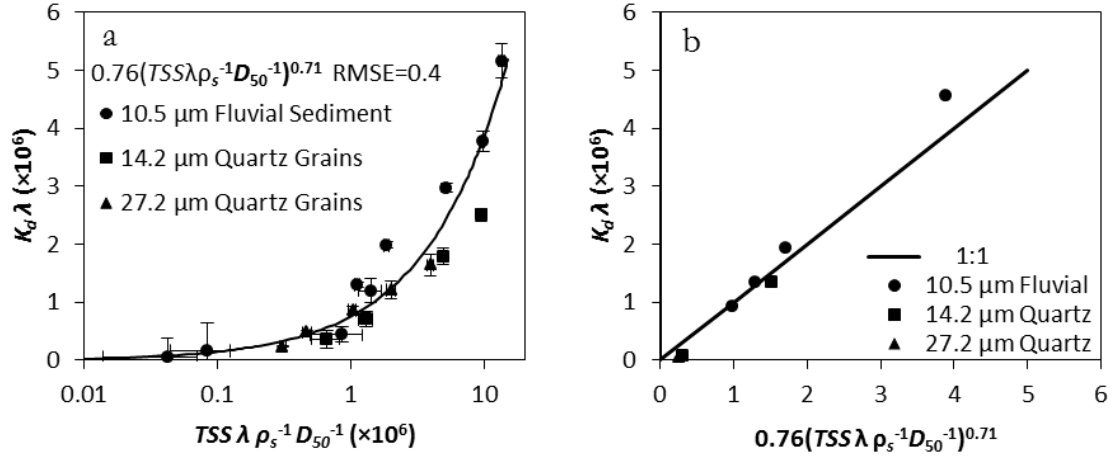 a
0.76(TSSλρₛ⁻¹D₅₀⁻¹)⁰·⁷¹ RMSE=0.4
10.5 µm Fluvial Sediment
14.2 µm Quartz Grains
27.2 µm Quartz Grains
6
5
4
3
2
1
0
K_d λ (×10⁶)
0.01 0.1 1 10
TSS λ ρₛ⁻¹ D₅₀⁻¹ (×10⁶)
b
6
5
4
3
2
1
0
K_d λ (×10⁶)
1:1
10.5 µm Fluvial
14.2 µm Quartz
27.2 µm Quartz
0 1 2 3 4 5 6
0.76(TSSλ ρₛ⁻¹D₅₀⁻¹)⁰·⁷¹